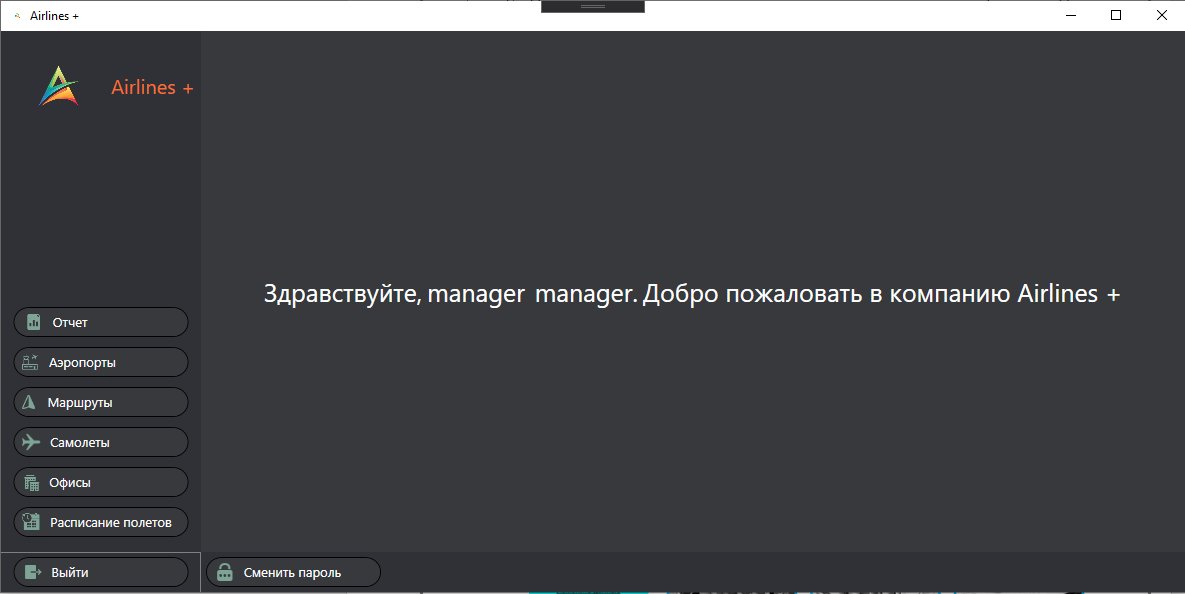 Airlines +
Airlines +
Здравствуйте, manager manager. Добро пожаловать в компанию Airlines +
Отчет
Аэропорты
Маршруты
Самолеты
Офисы
Расписание полетов
Выйти
Сменить пароль